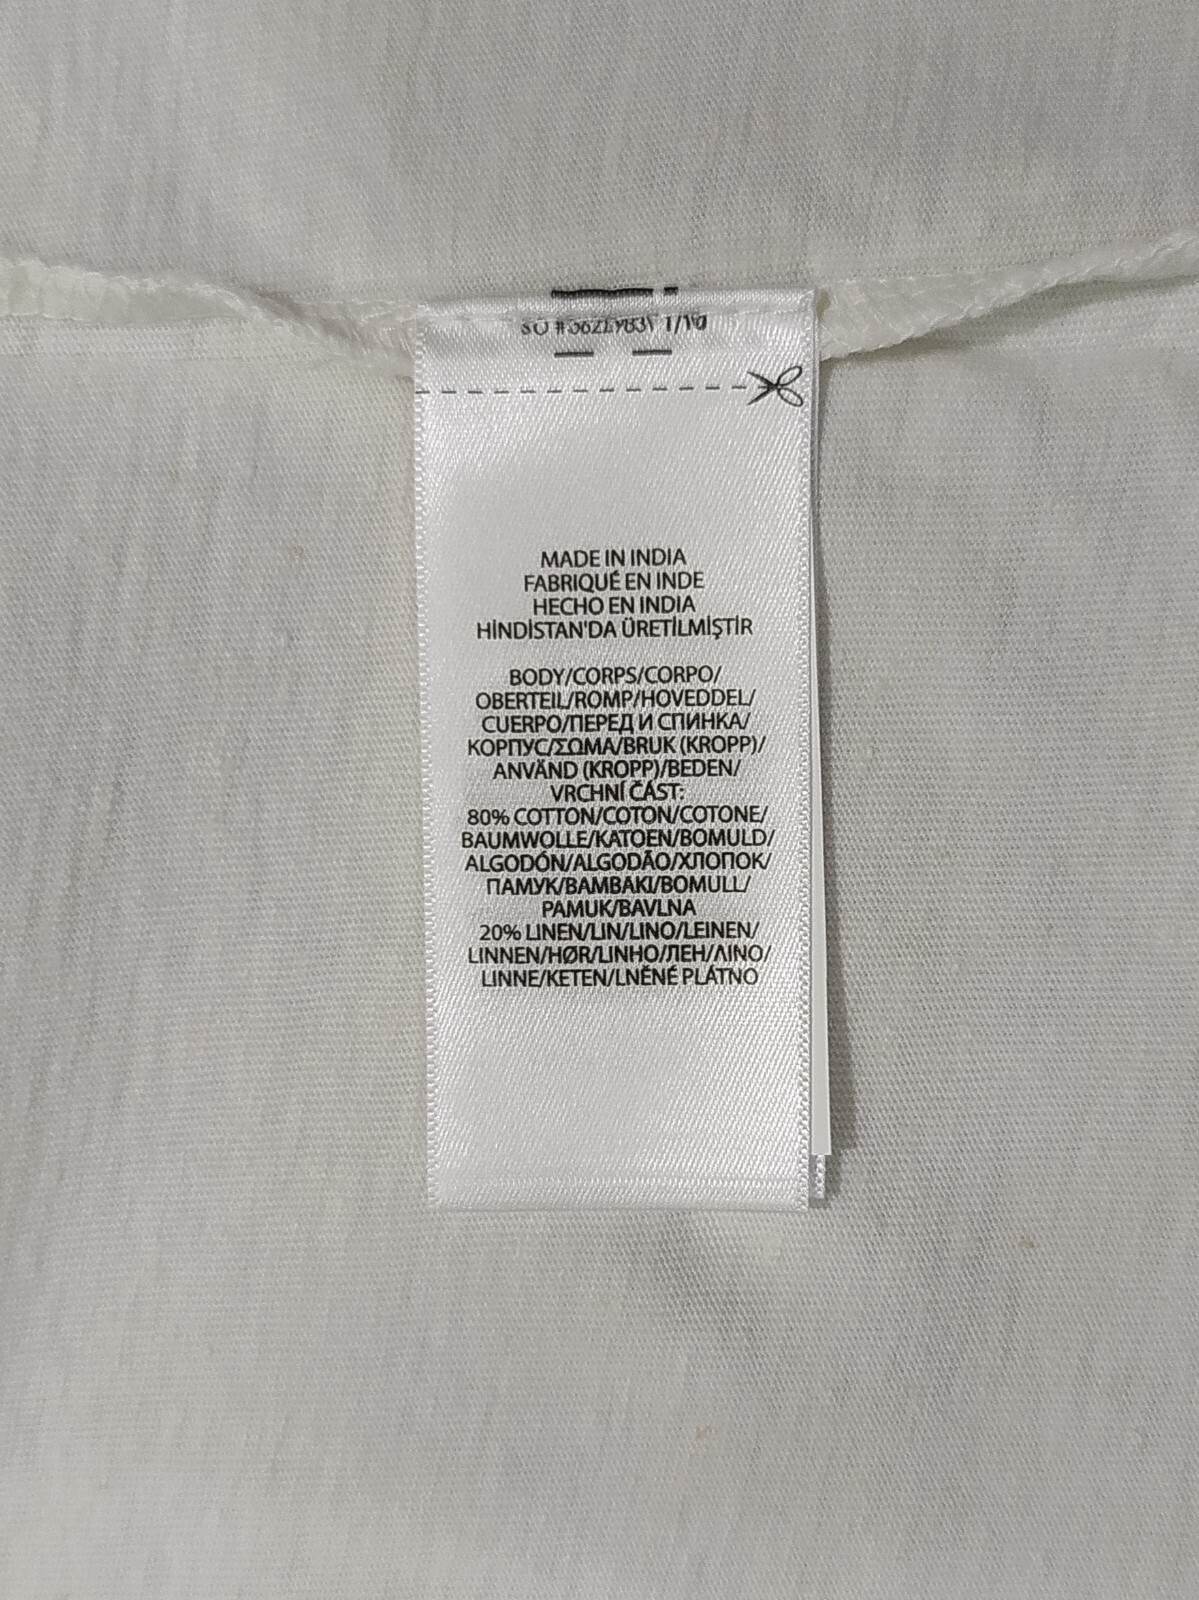 MADE IN INDIA
FABRIQUÉ EN INDE
HECHO EN INDIA
HİNDİSTAN'DA ÜRETİLMİŞTİR
BODY/CORPS/CORPO/
OBERTEIL/ROMP/HOVEDDEL/
CUERPO/ПЕРЕД И СПИНКА/
КОРПУС/ΣΩΜΑ/BRUK (KROPP)/
ANVÄND (KROPP)/BEDEN/
VRCHNÍ ČÁST:
80% COTTON/COTON/COTONE/
BAUMWOLLE/KATOEN/BOMULD/
ALGODÓN/ALGODÃO/ХЛОПОК/
ПАМУК/ΒΑΜΒΑΚΙ/BOMULL/
PAMUK/BAVLNA
20% LINEN/LIN/LINO/LEINEN/
LINNEN/HØR/LINHO/ЛЕН/ΛΙΝΟ/
LINNE/KETEN/LNĚNÉ PLÁTNO